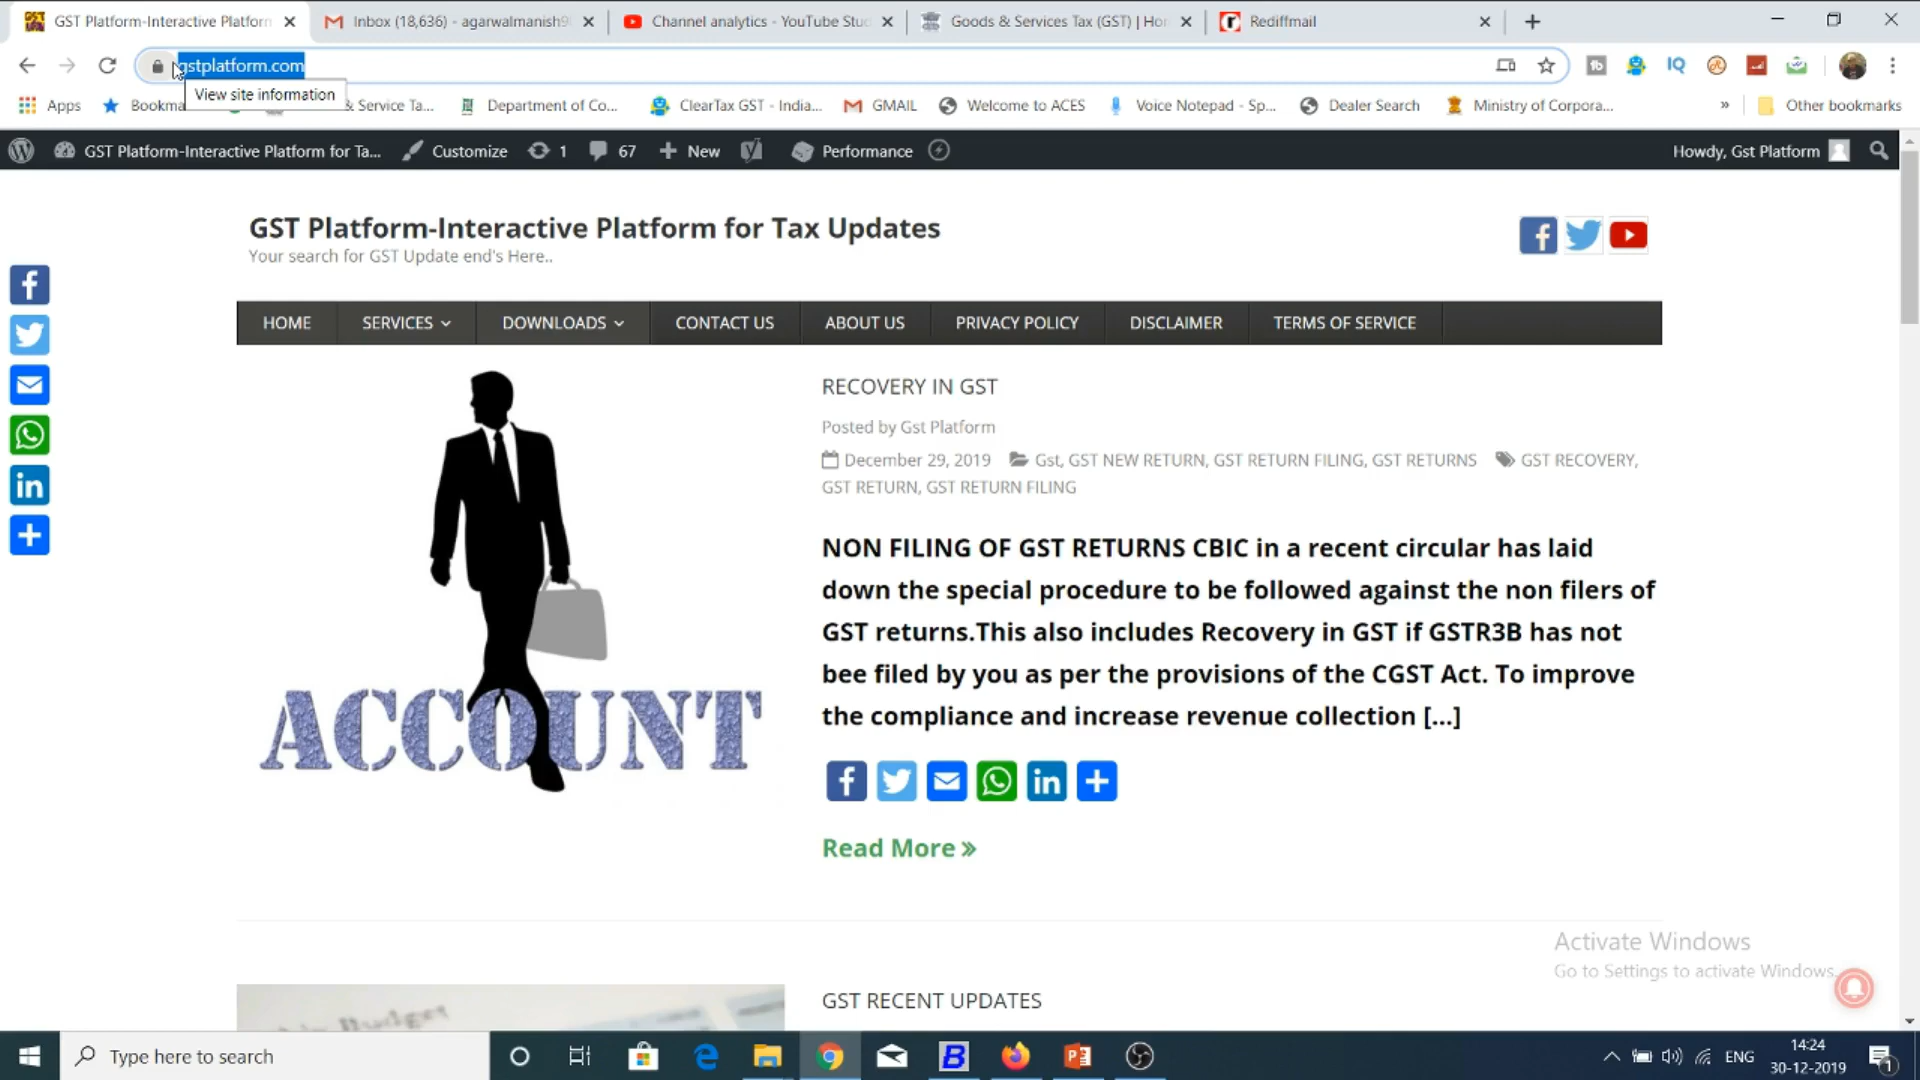 GST Platform-Interactive Platform
Inbox (18,636) - agarwalmanish9
Channel analytics - YouTube Stud
Goods & Services Tax (GST) | Hom
Rediffmail
gstplatform.com
View site information
Apps
Bookma
& Service Ta...
Department of Co...
ClearTax GST - India...
GMAIL
Welcome to ACES
Voice Notepad - Sp...
Dealer Search
Ministry of Corpora...
»
Other bookmarks
GST Platform-Interactive Platform for Ta...
Customize
1
67
New
Performance
Howdy, Gst Platform
GST Platform-Interactive Platform for Tax Updates
Your search for GST Update end's Here..
HOME
SERVICES
DOWNLOADS
CONTACT US
ABOUT US
PRIVACY POLICY
DISCLAIMER
TERMS OF SERVICE
ACCOUNT
RECOVERY IN GST
Posted by Gst Platform
December 29, 2019 Gst, GST NEW RETURN, GST RETURN FILING, GST RETURNS GST RECOVERY,
GST RETURN, GST RETURN FILING
NON FILING OF GST RETURNS CBIC in a recent circular has laid
down the special procedure to be followed against the non filers of
GST returns.This also includes Recovery in GST if GSTR3B has not
bee filed by you as per the provisions of the CGST Act. To improve
the compliance and increase revenue collection [...]
Read More »
Activate Windows
Go to Settings to activate Windows.
Budget
GST RECENT UPDATES
Type here to search
ENG
14:24
30-12-2019
1